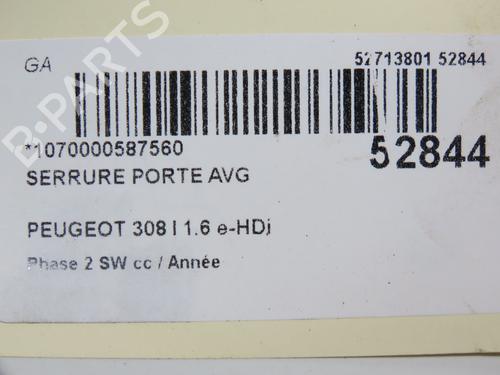 GA
52713801 52844
*1070000587560
52844
SERRURE PORTE AVG
PEUGEOT 308 I 1.6 e-HDi
Phase 2 SW cc / Année
B-PARTS